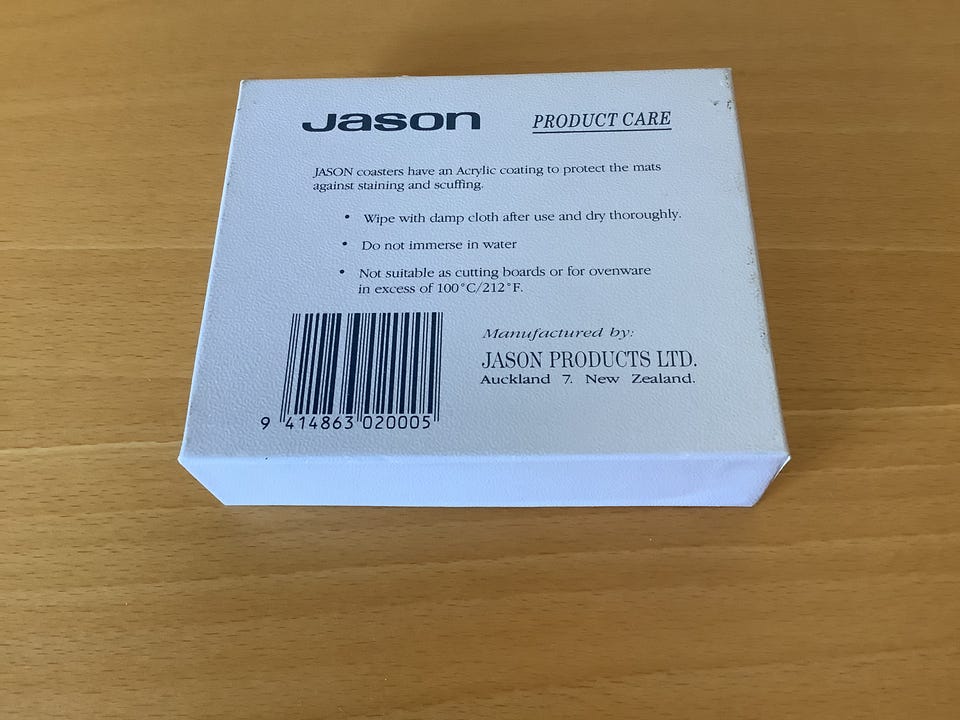 Jason PRODUCT CARE
JASON coasters have an Acrylic coating to protect the mats
against staining and scuffing.
• Wipe with damp cloth after use and dry thoroughly.
• Do not immerse in water
• Not suitable as cutting boards or for ovenware
in excess of 100°C/212°F.
Manufactured by:
JASON PRODUCTS LTD.
Auckland 7. New Zealand.
9 414863 020005